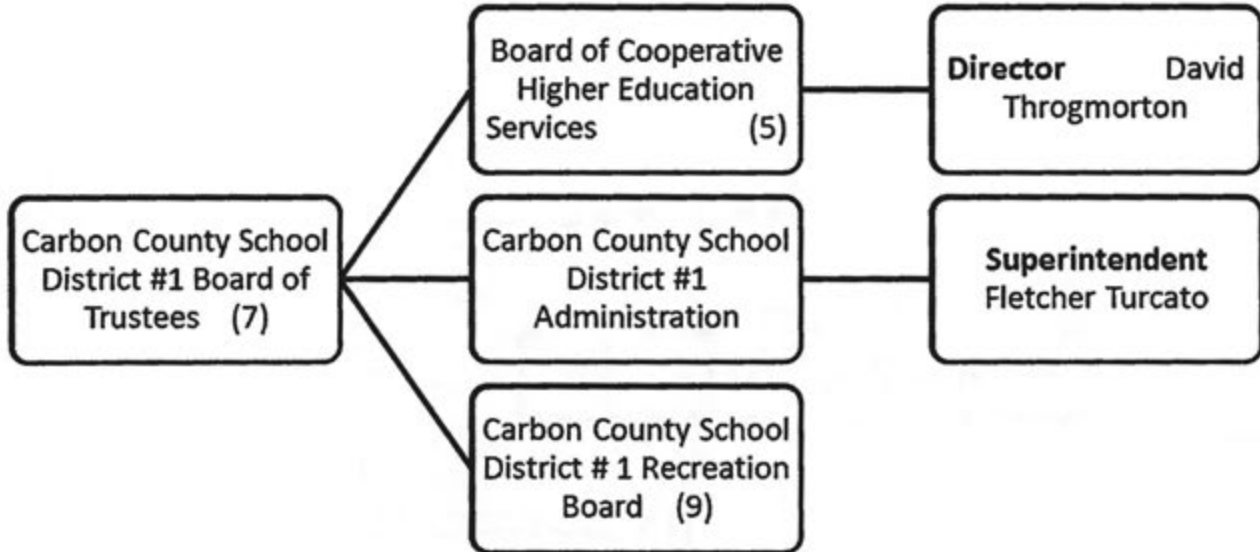 Board of Cooperative
Higher Education
Services (5)
Director David
Throgmorton
Carbon County School
District #1 Board of
Trustees (7)
Carbon County School
District #1
Administration
Superintendent
Fletcher Turcato
Carbon County School
District # 1 Recreation
Board (9)